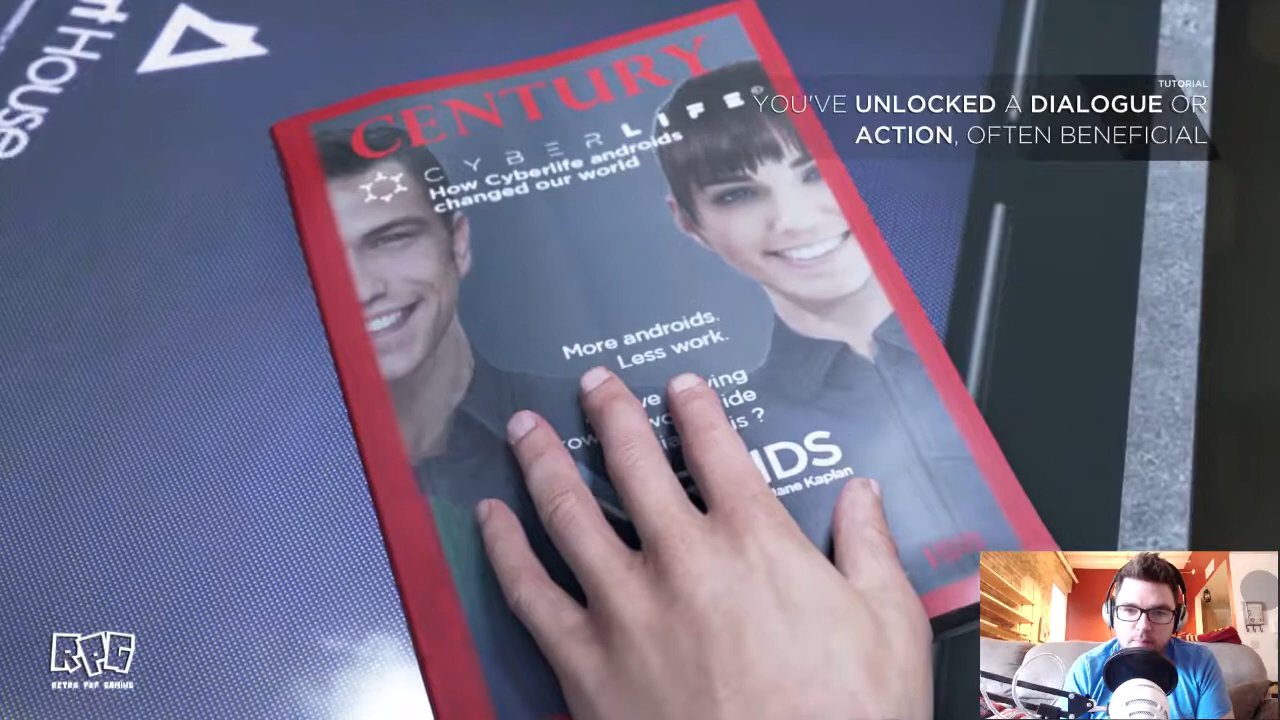 House
CENTURY
CYBERLIFE
How Cyberlife androids
changed our world
More androids.
Less work.
?
Kaplan
TUTORIAL
YOU'VE UNLOCKED A DIALOGUE OR
ACTION, OFTEN BENEFICIAL
RPG
RETRO POP GAMING